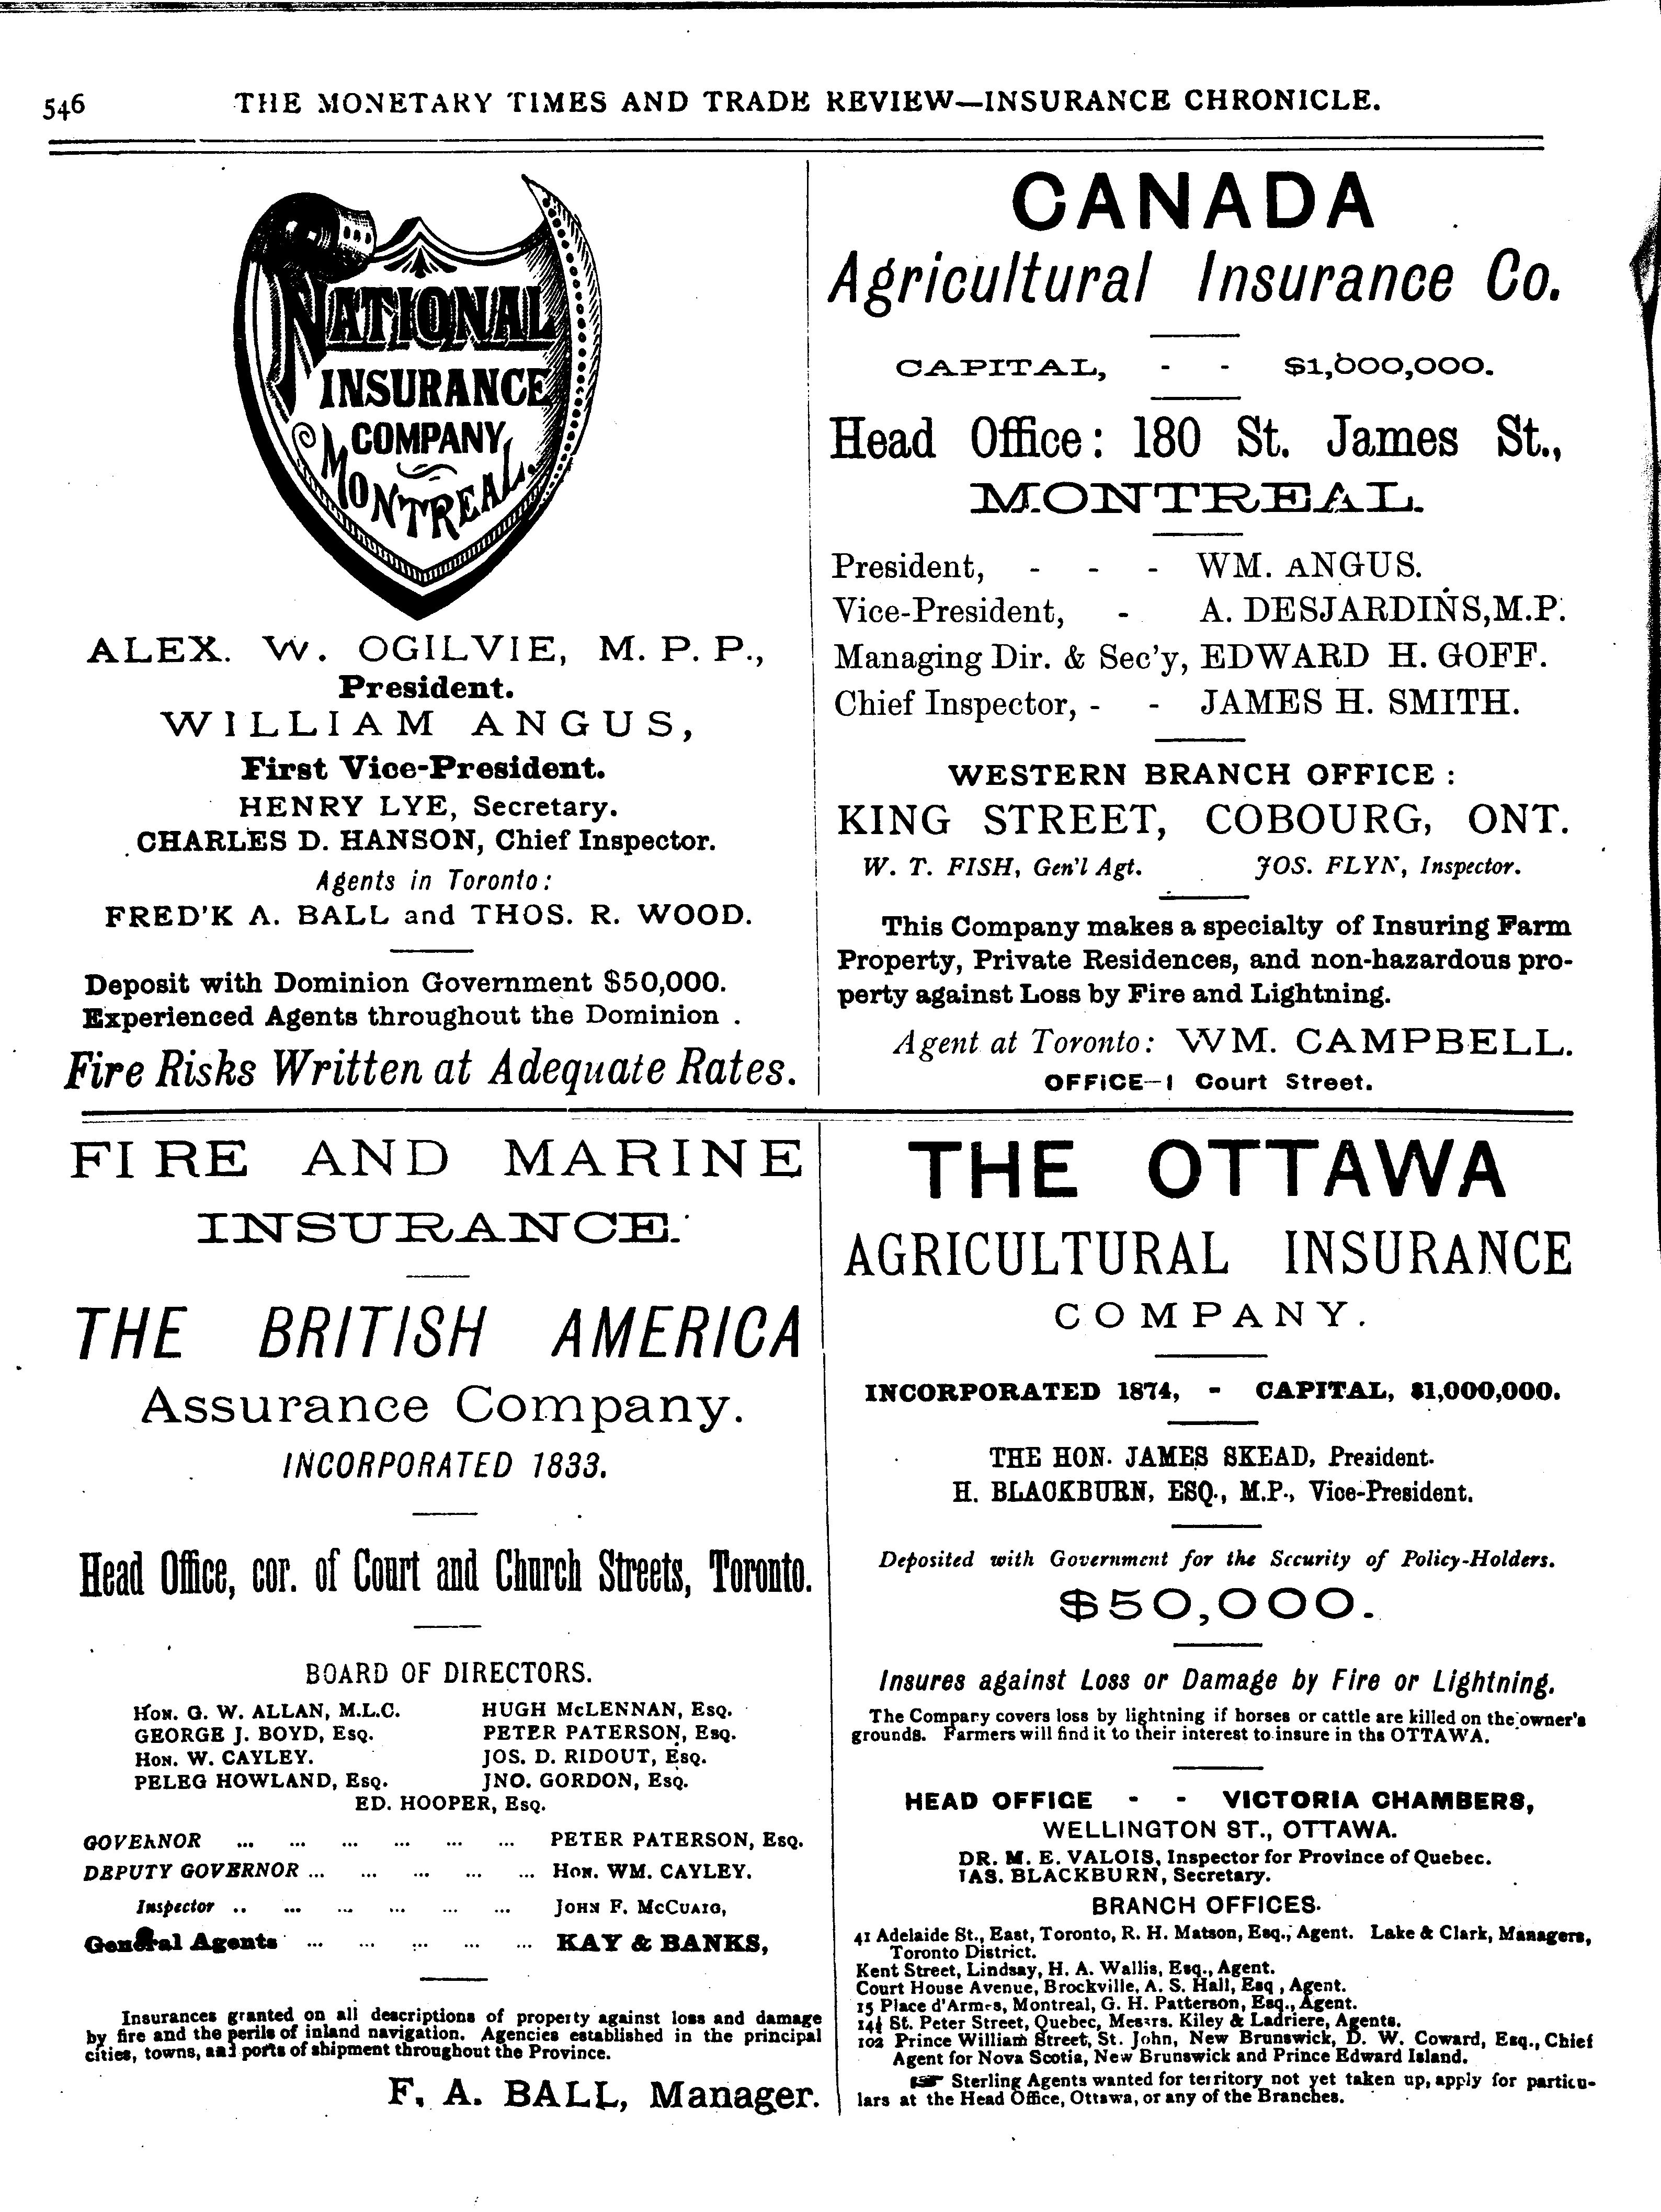 546
THE MONETARY TIMES AND TRADE REVIEW—INSURANCE CHRONICLE.
NATIONAL
INSURANCE
COMPANY
MONTREAL.
ALEX. W. OGILVIE, M. P. P.,
President.
WILLIAM ANGUS,
First Vice-President.
HENRY LYE, Secretary.
CHARLES D. HANSON, Chief Inspector.
Agents in Toronto:
FRED'K A. BALL and THOS. R. WOOD.
Deposit with Dominion Government $50,000.
Experienced Agents throughout the Dominion .
Fire Risks Written at Adequate Rates.
CANADA
Agricultural Insurance Co.
CAPITAL, - - $1,000,000.
Head Office: 180 St. James St.,
MONTREAL.
President, - - - WM. ANGUS.
Vice-President, - A. DESJARDINS, M.P.
Managing Dir. & Sec'y, EDWARD H. GOFF.
Chief Inspector, - - JAMES H. SMITH.
WESTERN BRANCH OFFICE :
KING STREET, COBOURG, ONT.
W. T. FISH, Gen'l Agt. JOS. FLYN, Inspector.
This Company makes a specialty of Insuring Farm
Property, Private Residences, and non-hazardous pro-
perty against Loss by Fire and Lightning.
Agent at Toronto: WM. CAMPBELL.
OFFICE—1 Court Street.
FIRE AND MARINE
INSURANCE.
THE BRITISH AMERICA
Assurance Company.
INCORPORATED 1833.
Head Office, cor. of Court and Church Streets, Toronto.
BOARD OF DIRECTORS.
HON. G. W. ALLAN, M.L.C. HUGH McLENNAN, ESQ.
GEORGE J. BOYD, ESQ. PETER PATERSON, ESQ.
HON. W. CAYLEY. JOS. D. RIDOUT, ESQ.
PELEG HOWLAND, ESQ. JNO. GORDON, ESQ.
ED. HOOPER, ESQ.
GOVERNOR ... ... ... ... ... ... PETER PATERSON, ESQ.
DEPUTY GOVERNOR ... ... ... ... ... HON. WM. CAYLEY.
Inspector .. ... ... ... ... ... JOHN F. McCUAIG,
General Agents ... ... ... ... ... KAY & BANKS,
Insurances granted on all descriptions of property against loss and damage
by fire and the perils of inland navigation. Agencies established in the principal
cities, towns, and ports of shipment throughout the Province.
F. A. BALL, Manager.
THE OTTAWA
AGRICULTURAL INSURANCE
COMPANY.
INCORPORATED 1874, - CAPITAL, $1,000,000.
THE HON. JAMES SKEAD, President.
H. BLACKBURN, ESQ., M.P., Vice-President.
Deposited with Government for the Security of Policy-Holders.
$50,000.
Insures against Loss or Damage by Fire or Lightning.
The Company covers loss by lightning if horses or cattle are killed on the owner's
grounds. Farmers will find it to their interest to insure in the OTTAWA.
HEAD OFFICE - - VICTORIA CHAMBERS,
WELLINGTON ST., OTTAWA.
DR. M. E. VALOIS, Inspector for Province of Quebec.
JAS. BLACKBURN, Secretary.
BRANCH OFFICES.
41 Adelaide St., East, Toronto, R. H. Matson, Esq., Agent. Lake & Clark, Managers,
Toronto District.
Kent Street, Lindsay, H. A. Wallis, Esq., Agent.
Court House Avenue, Brockville, A. S. Hall, Esq , Agent.
15 Place d'Armes, Montreal, G. H. Patterson, Esq., Agent.
14½ St. Peter Street, Quebec, Messrs. Kiley & Ladriere, Agents.
102 Prince William Street, St. John, New Brunswick, D. W. Coward, Esq., Chief
Agent for Nova Scotia, New Brunswick and Prince Edward Island.
☞ Sterling Agents wanted for territory not yet taken up, apply for particu-
lars at the Head Office, Ottawa, or any of the Branches.